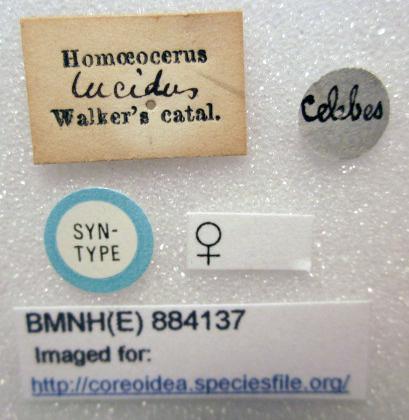 Homœocerus
lucidus
Walker's catal.
Celebes
SYN-
TYPE
♀
BMNH(E) 884137
Imaged for:
http://coreoidea.speciesfile.org/